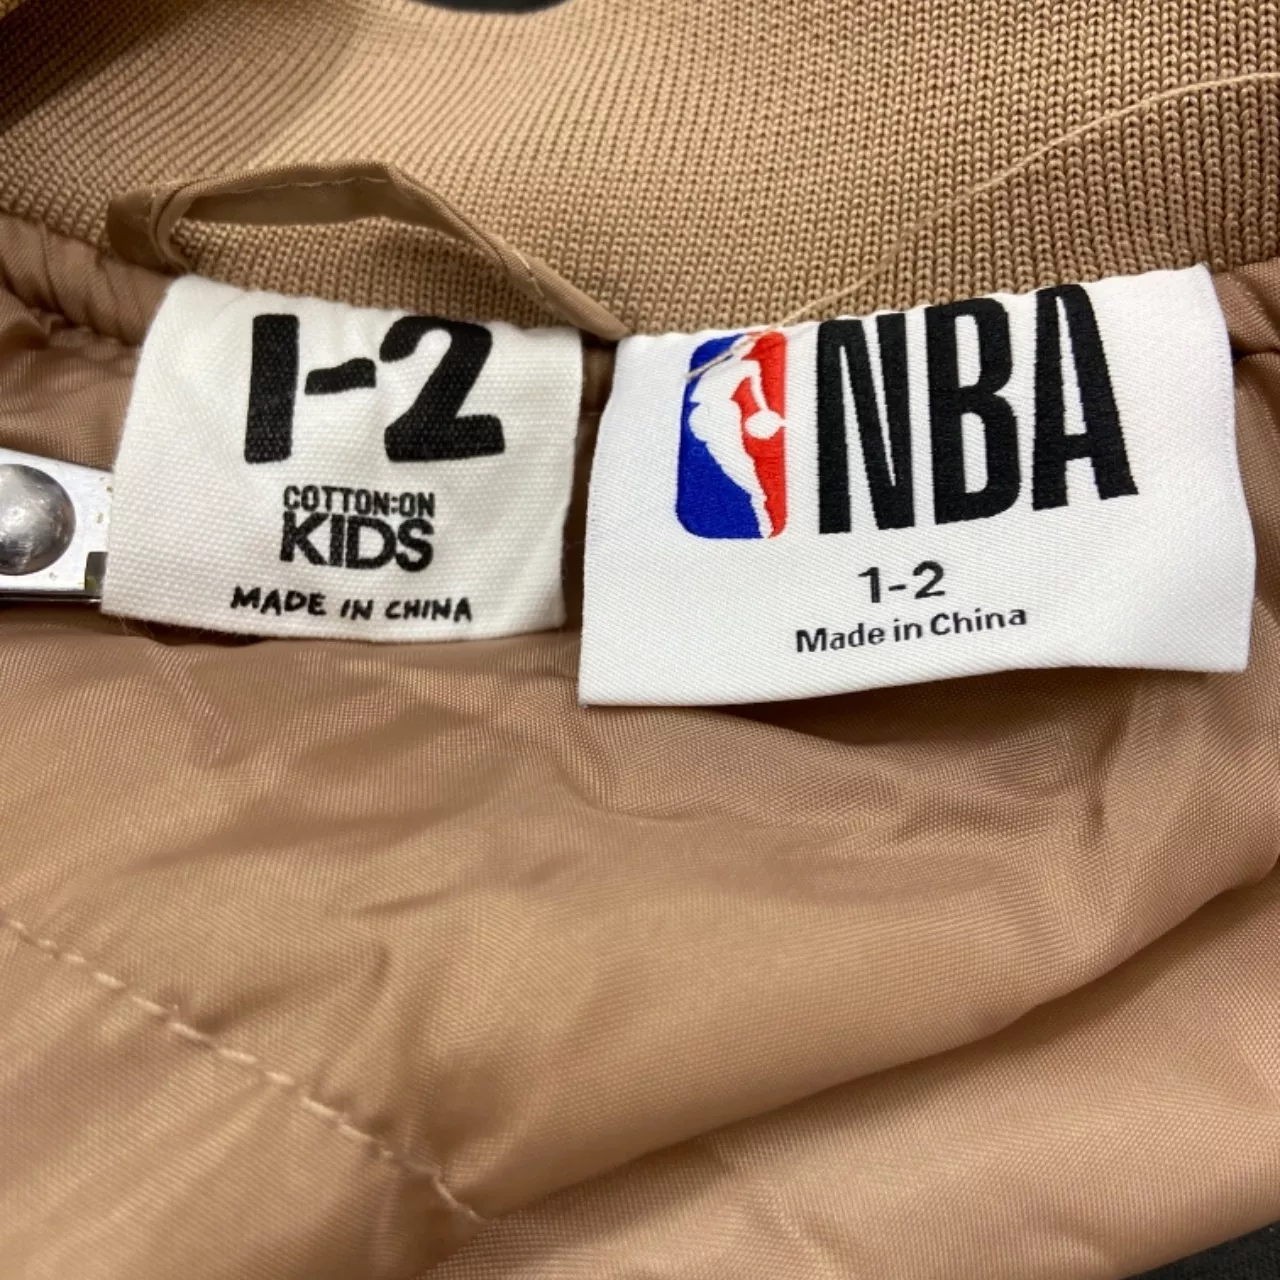 1-2
COTTON:ON
KIDS
MADE IN CHINA
NBA
1-2
Made in China